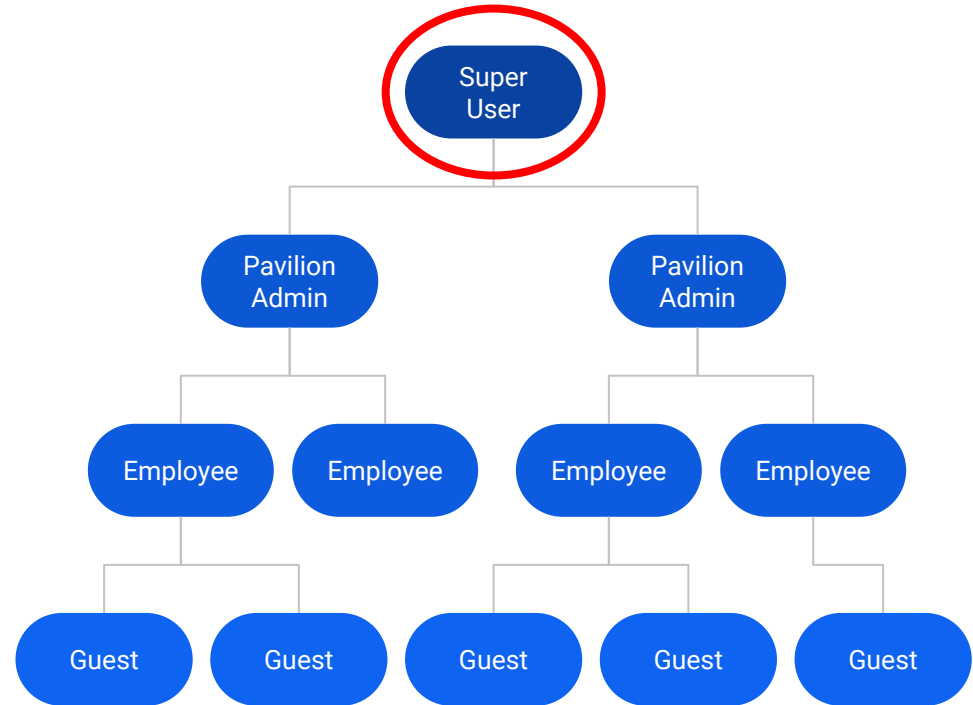 Super
User
Pavilion
Admin
Pavilion
Admin
Employee
Employee
Employee
Employee
Guest
Guest
Guest
Guest
Guest